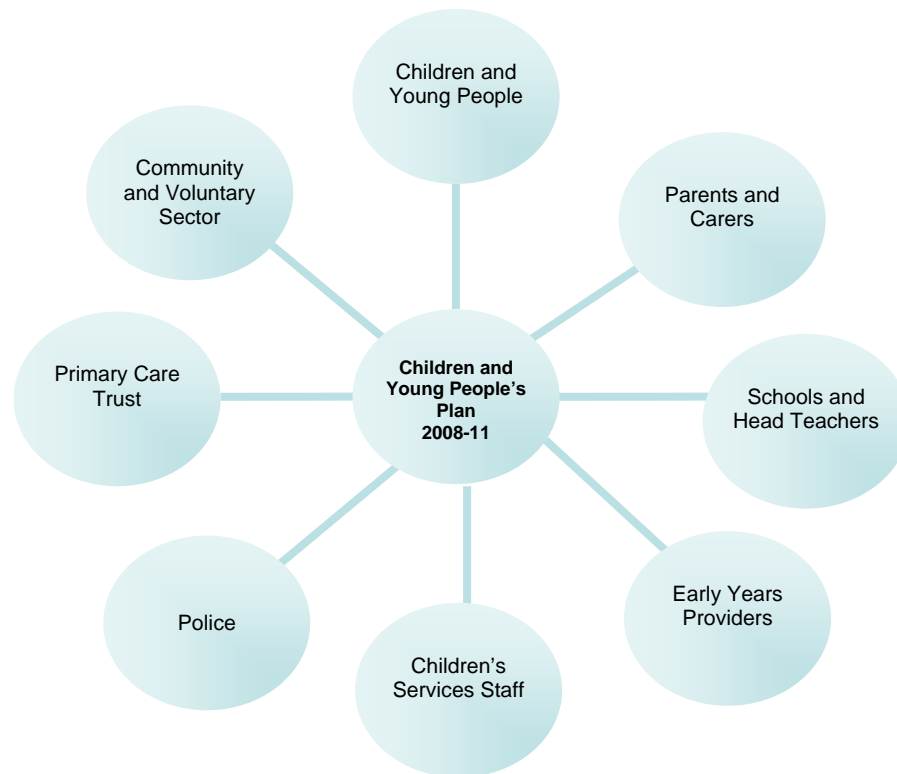 Children and
Young People
Community
and Voluntary
Sector
Parents and
Carers
Primary Care
Trust
Children and
Young People’s
Plan
2008-11
Schools and
Head Teachers
Police
Early Years
Providers
Children’s
Services Staff